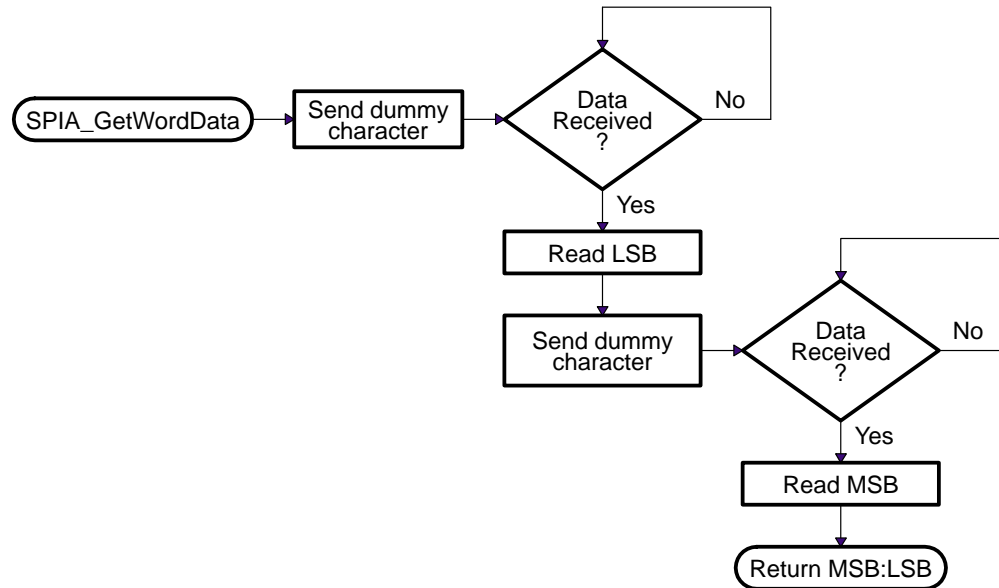 SPIA_GetWordData
Send dummy
character
Data
Received
?
No
Yes
Read LSB
Send dummy
character
Data
Received
?
No
Yes
Read MSB
Return MSB:LSB